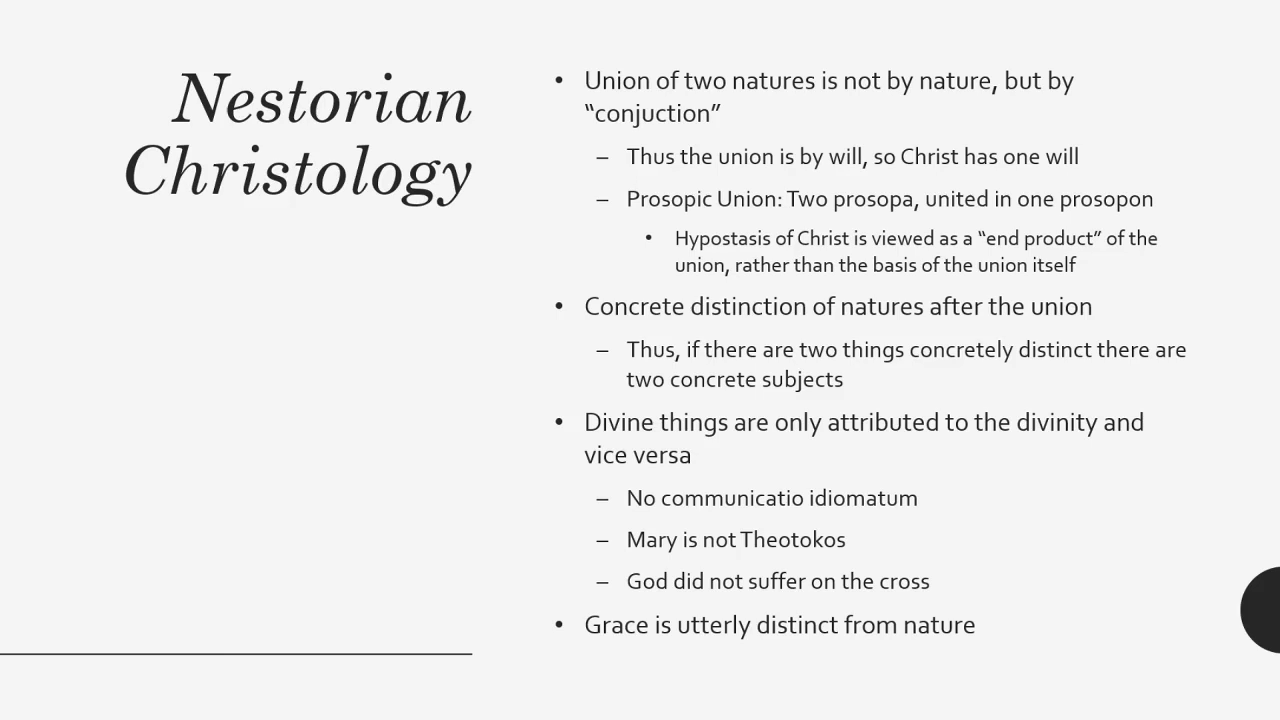 Nestorian
Christology
• Union of two natures is not by nature, but by
“conjuction”
– Thus the union is by will, so Christ has one will
– Prosopic Union: Two prosopa, united in one prosopon
• Hypostasis of Christ is viewed as a “end product” of the
union, rather than the basis of the union itself
• Concrete distinction of natures after the union
– Thus, if there are two things concretely distinct there are
two concrete subjects
• Divine things are only attributed to the divinity and
vice versa
– No communicatio idiomatum
– Mary is not Theotokos
– God did not suffer on the cross
• Grace is utterly distinct from nature